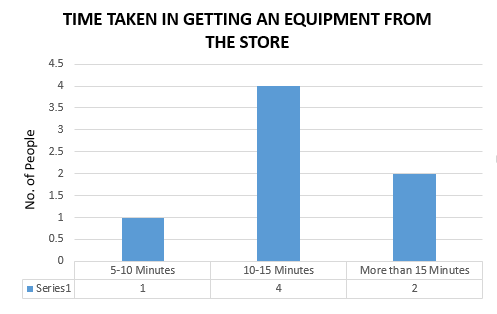 TIME TAKEN IN GETTING AN EQUIPMENT FROM
THE STORE
4.5
4
3.5
3
2.5
2
1.5
1
0.5
0
No. of People
5-10 Minutes 10-15 Minutes More than 15 Minutes
Series1 1 4 2